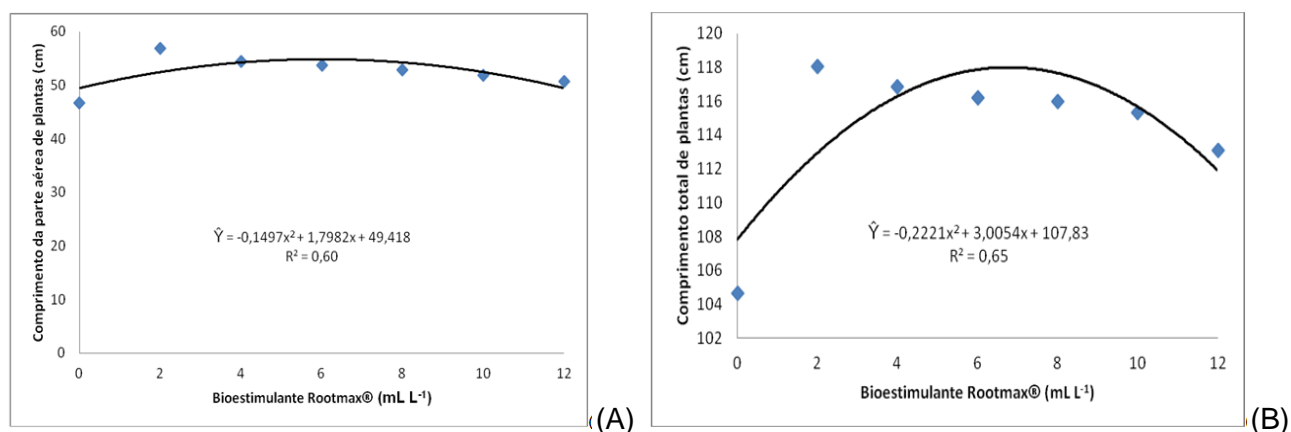 Comprimento da parte aérea de plantas (cm)
60
50
40
30
20
10
0
Ŷ = -0,1497x² + 1,7982x + 49,418
R² = 0,60
0 2 4 6 8 10 12
Bioestimulante Rootmax® (mL L⁻¹)
(A)
Comprimento total de plantas (cm)
120
118
116
114
112
110
108
106
104
102
Ŷ = -0,2221x² + 3,0054x + 107,83
R² = 0,65
0 2 4 6 8 10 12
Bioestimulante Rootmax® (mL L⁻¹)
(B)